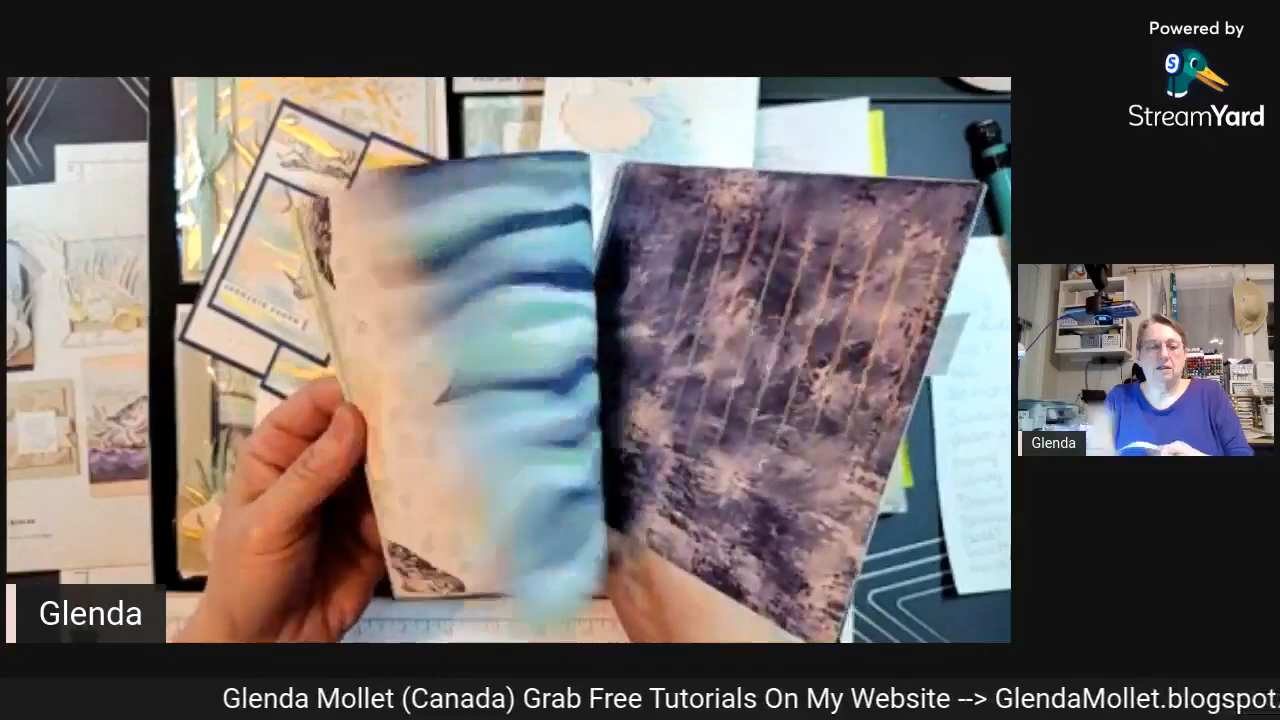 Powered by
StreamYard
Glenda
Glenda
Glenda Mollet (Canada) Grab Free Tutorials On My Website --> GlendaMollet.blogspot.